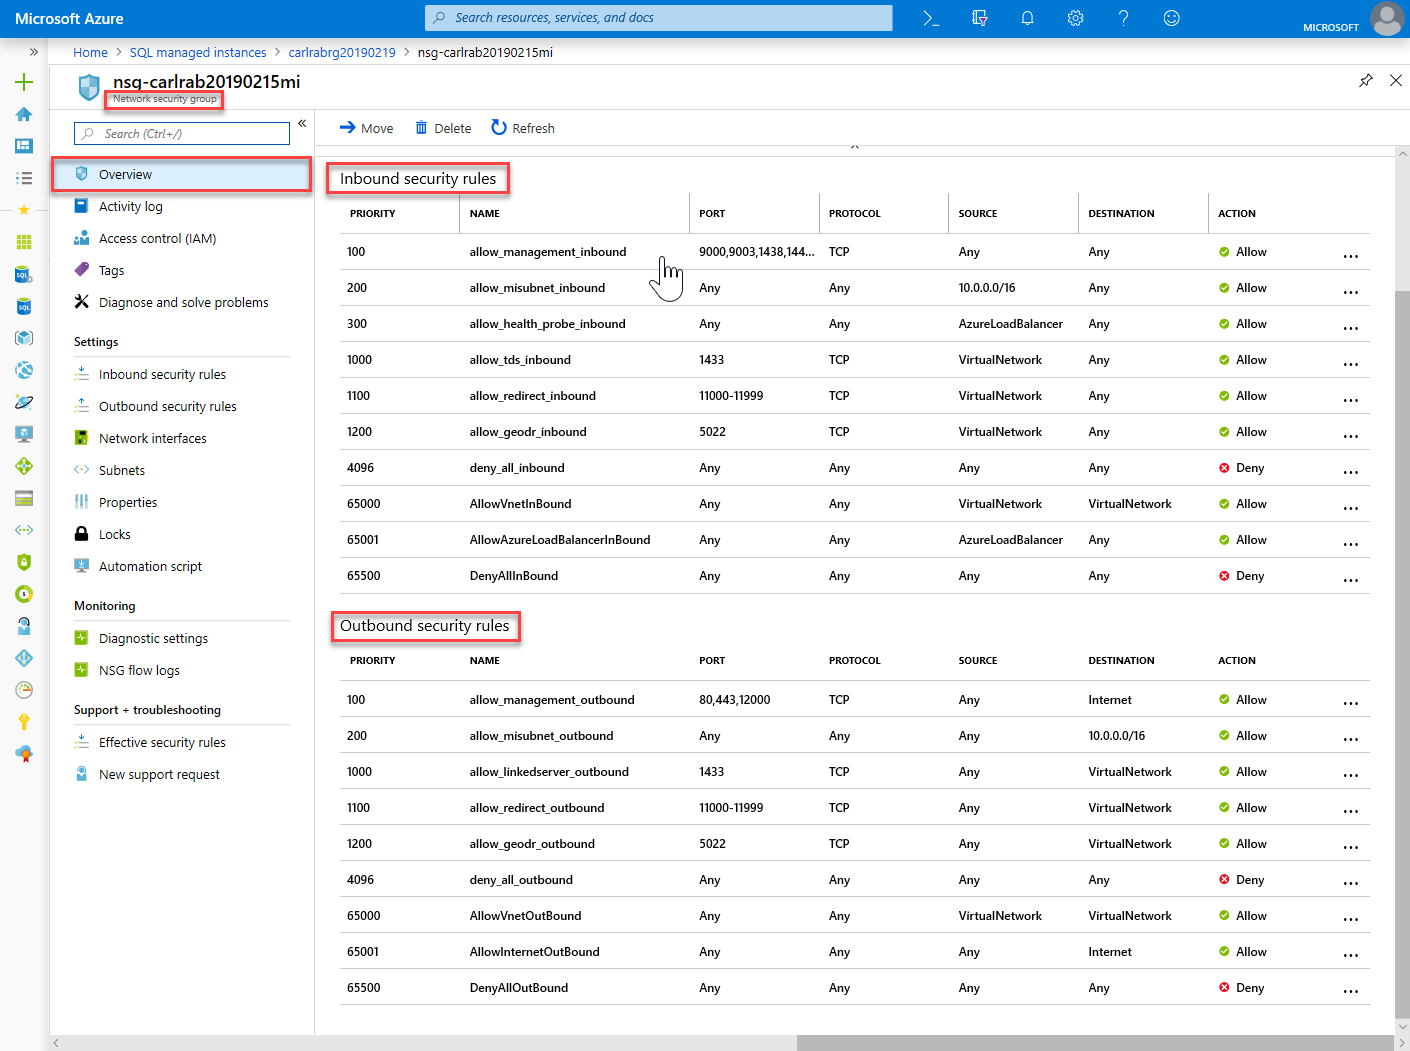 Microsoft Azure
Search resources, services, and docs
MICROSOFT
Home > SQL managed instances > carlrabrg20190219 > nsg-carlrab20190215mi
nsg-carlrab20190215mi
Network security group
Search (Ctrl+/)
Overview
Activity log
Access control (IAM)
Tags
Diagnose and solve problems
Settings
Inbound security rules
Outbound security rules
Network interfaces
Subnets
Properties
Locks
Automation script
Monitoring
Diagnostic settings
NSG flow logs
Support + troubleshooting
Effective security rules
New support request
Move Delete Refresh
Inbound security rules
PRIORITY NAME PORT PROTOCOL SOURCE DESTINATION ACTION
100 allow_management_inbound 9000,9003,1438,144... TCP Any Any Allow ...
200 allow_misubnet_inbound Any Any 10.0.0.0/16 Any Allow ...
300 allow_health_probe_inbound Any Any AzureLoadBalancer Any Allow ...
1000 allow_tds_inbound 1433 TCP VirtualNetwork Any Allow ...
1100 allow_redirect_inbound 11000-11999 TCP VirtualNetwork Any Allow ...
1200 allow_geodr_inbound 5022 TCP VirtualNetwork Any Allow ...
4096 deny_all_inbound Any Any Any Any Deny ...
65000 AllowVnetInBound Any Any VirtualNetwork VirtualNetwork Allow ...
65001 AllowAzureLoadBalancerInBound Any Any AzureLoadBalancer Any Allow ...
65500 DenyAllInBound Any Any Any Any Deny ...
Outbound security rules
PRIORITY NAME PORT PROTOCOL SOURCE DESTINATION ACTION
100 allow_management_outbound 80,443,12000 TCP Any Internet Allow ...
200 allow_misubnet_outbound Any Any Any 10.0.0.0/16 Allow ...
1000 allow_linkedserver_outbound 1433 TCP Any VirtualNetwork Allow ...
1100 allow_redirect_outbound 11000-11999 TCP Any VirtualNetwork Allow ...
1200 allow_geodr_outbound 5022 TCP Any VirtualNetwork Allow ...
4096 deny_all_outbound Any Any Any Any Deny ...
65000 AllowVnetOutBound Any Any VirtualNetwork VirtualNetwork Allow ...
65001 AllowInternetOutBound Any Any Any Internet Allow ...
65500 DenyAllOutBound Any Any Any Any Deny ...